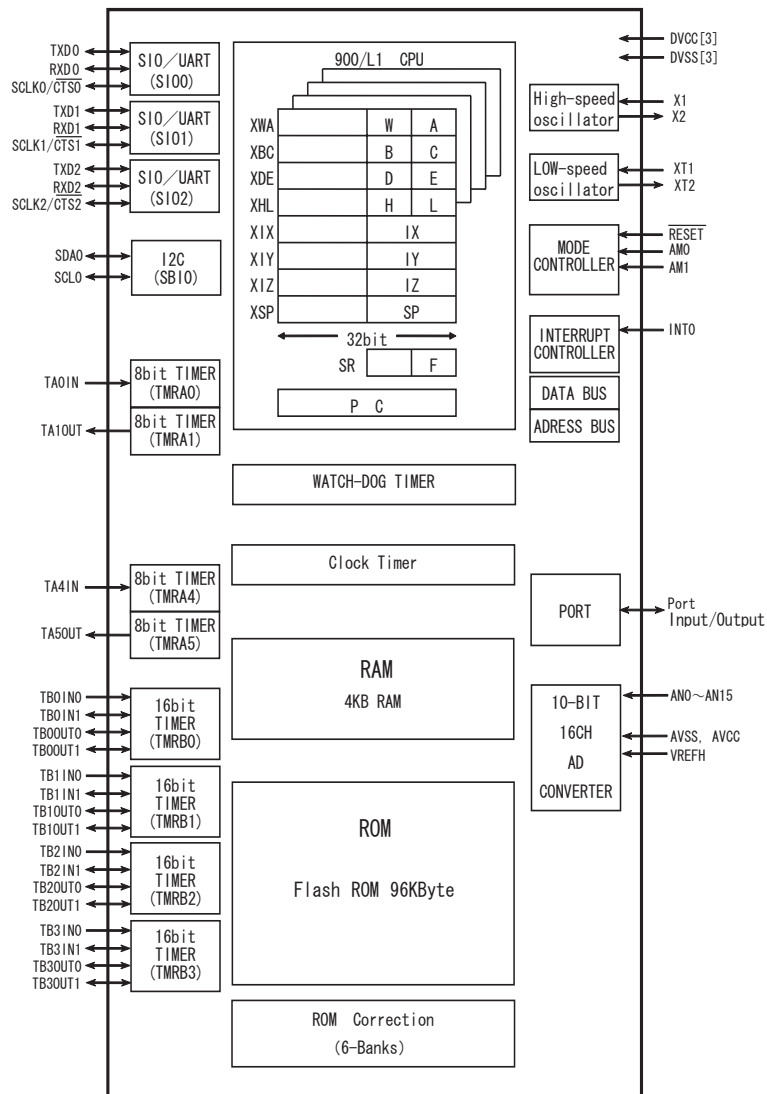 TXD0
RXD0
SCLK0/CTS0
SIO/UART
(SIO0)
TXD1
RXD1
SCLK1/CTS1
SIO/UART
(SIO1)
TXD2
RXD2
SCLK2/CTS2
SIO/UART
(SIO2)
SDA0
SCL0
I2C
(SBI0)
TA0IN
8bit TIMER
(TMRA0)
TA1OUT
8bit TIMER
(TMRA1)
TA4IN
8bit TIMER
(TMRA4)
TA5OUT
8bit TIMER
(TMRA5)
TB0IN0
TB0IN1
TB0OUT0
TB0OUT1
16bit
TIMER
(TMRB0)
TB1IN0
TB1IN1
TB1OUT0
TB1OUT1
16bit
TIMER
(TMRB1)
TB2IN0
TB2IN1
TB2OUT0
TB2OUT1
16bit
TIMER
(TMRB2)
TB3IN0
TB3IN1
TB3OUT0
TB3OUT1
16bit
TIMER
(TMRB3)
900/L1 CPU
XWA W A
XBC B C
XDE D E
XHL H L
XIX IX
XIY IY
XIZ IZ
XSP SP
32bit
SR F
P C
WATCH-DOG TIMER
Clock Timer
RAM
4KB RAM
ROM
Flash ROM 96KByte
ROM Correction
(6-Banks)
DVCC[3]
DVSS[3]
High-speed
oscillator
X1
X2
LOW-speed
oscillator
XT1
XT2
MODE
CONTROLLER
RESET
AM0
AM1
INTERRUPT
CONTROLLER
INT0
DATA BUS
ADRESS BUS
PORT
Port
Input/Output
10-BIT
16CH
AD
CONVERTER
AN0～AN15
AVSS, AVCC
VREFH